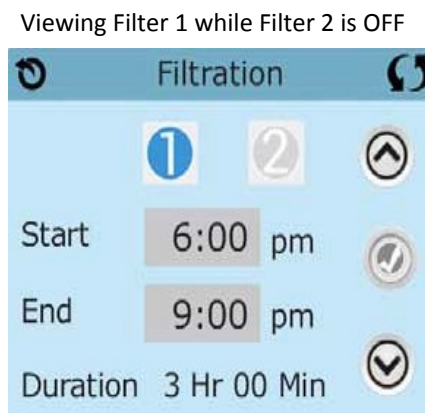 Viewing Filter 1 while Filter 2 is OFF
Filtration
1 2
Start 6:00 pm
End 9:00 pm
Duration 3 Hr 00 Min